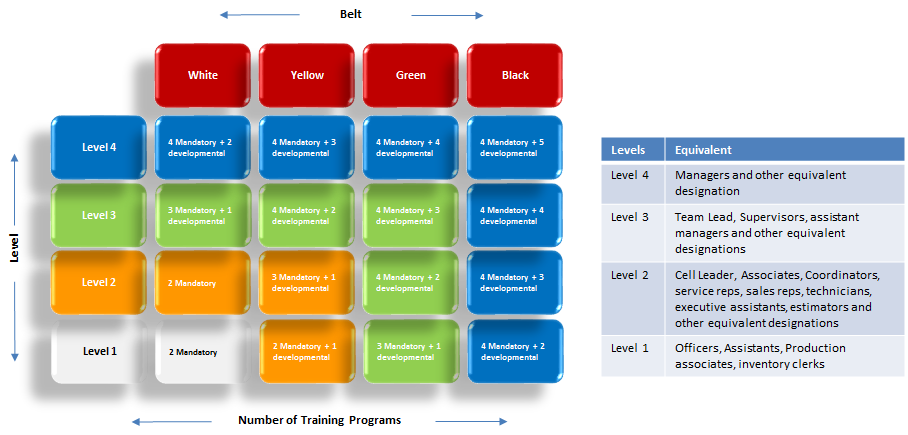 Belt
White
Yellow
Green
Black
Level 4
4 Mandatory + 2
developmental
4 Mandatory + 3
developmental
4 Mandatory + 4
developmental
4 Mandatory + 5
developmental
Level 3
3 Mandatory + 1
developmental
4 Mandatory + 2
developmental
4 Mandatory + 3
developmental
4 Mandatory + 4
developmental
Level
Level 2
2 Mandatory
3 Mandatory + 1
developmental
4 Mandatory + 2
developmental
4 Mandatory + 3
developmental
Level 1
2 Mandatory
2 Mandatory + 1
developmental
3 Mandatory + 1
developmental
4 Mandatory + 2
developmental
Number of Training Programs
Levels Equivalent
Level 4 Managers and other equivalent
designation
Level 3 Team Lead, Supervisors, assistant
managers and other equivalent
designations
Level 2 Cell Leader, Associates, Coordinators,
service reps, sales reps, technicians,
executive assistants, estimators and
other equivalent designations
Level 1 Officers, Assistants, Production
associates, inventory clerks